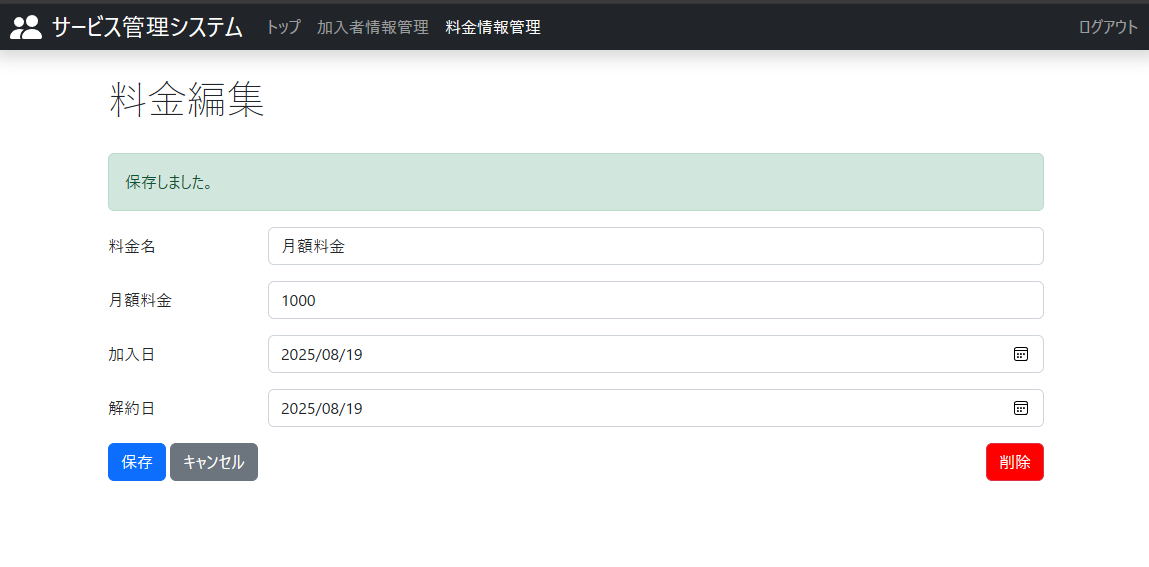 サービス管理システム トップ 加入者情報管理 料金情報管理 ログアウト
料金編集
保存しました。
料金名 月額料金
月額料金 1000
加入日 2025/08/19
解約日 2025/08/19
保存 キャンセル 削除